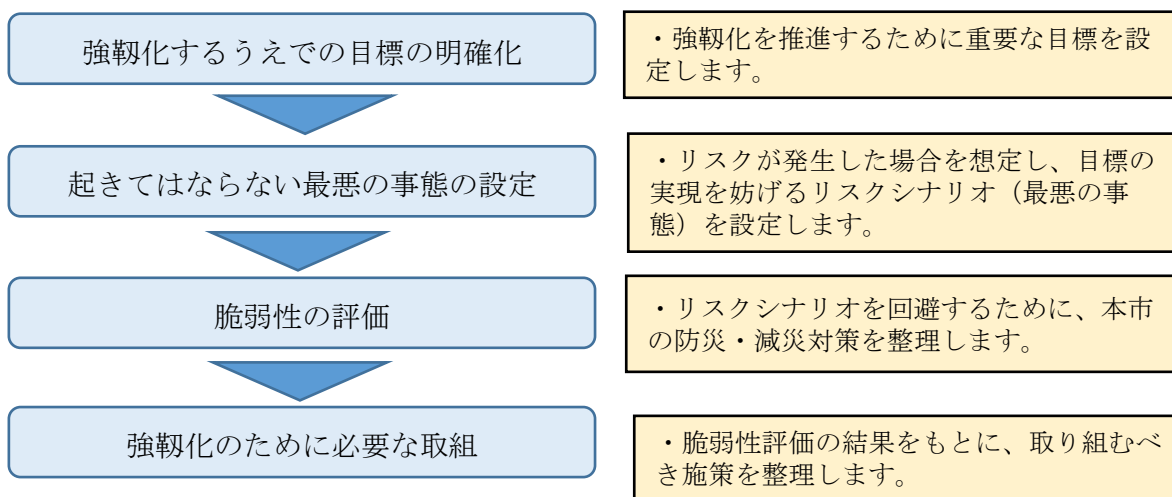 強靱化するうえでの目標の明確化
・強靱化を推進するために重要な目標を設
定します。
起きてはならない最悪の事態の設定
・リスクが発生した場合を想定し、目標の
実現を妨げるリスクシナリオ（最悪の事
態）を設定します。
脆弱性の評価
・リスクシナリオを回避するために、本市
の防災・減災対策を整理します。
強靱化のために必要な取組
・脆弱性評価の結果をもとに、取り組むべ
き施策を整理します。